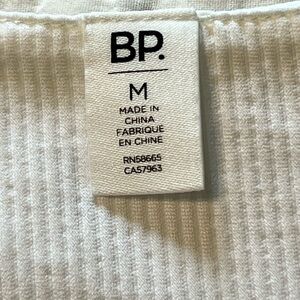 BP.
M
MADE IN
CHINA
FABRIQUE
EN CHINE
RN58665
CA57963